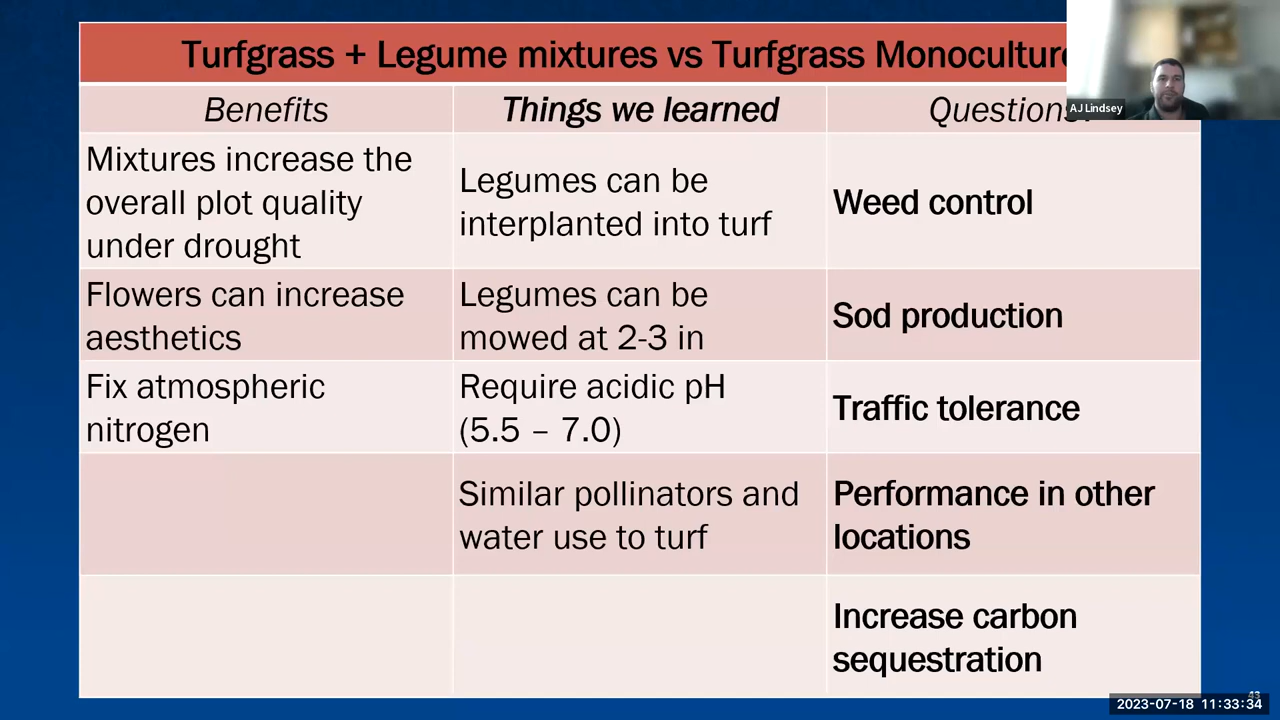 Turfgrass + Legume mixtures vs Turfgrass Monoculture
AJ Lindsey
Benefits
Things we learned
Questions
Mixtures increase the
overall plot quality
under drought
Legumes can be
interplanted into turf
Weed control
Flowers can increase
aesthetics
Legumes can be
mowed at 2-3 in
Sod production
Fix atmospheric
nitrogen
Require acidic pH
(5.5 – 7.0)
Traffic tolerance
Similar pollinators and
water use to turf
Performance in other
locations
Increase carbon
sequestration
43
2023-07-18 11:33:34